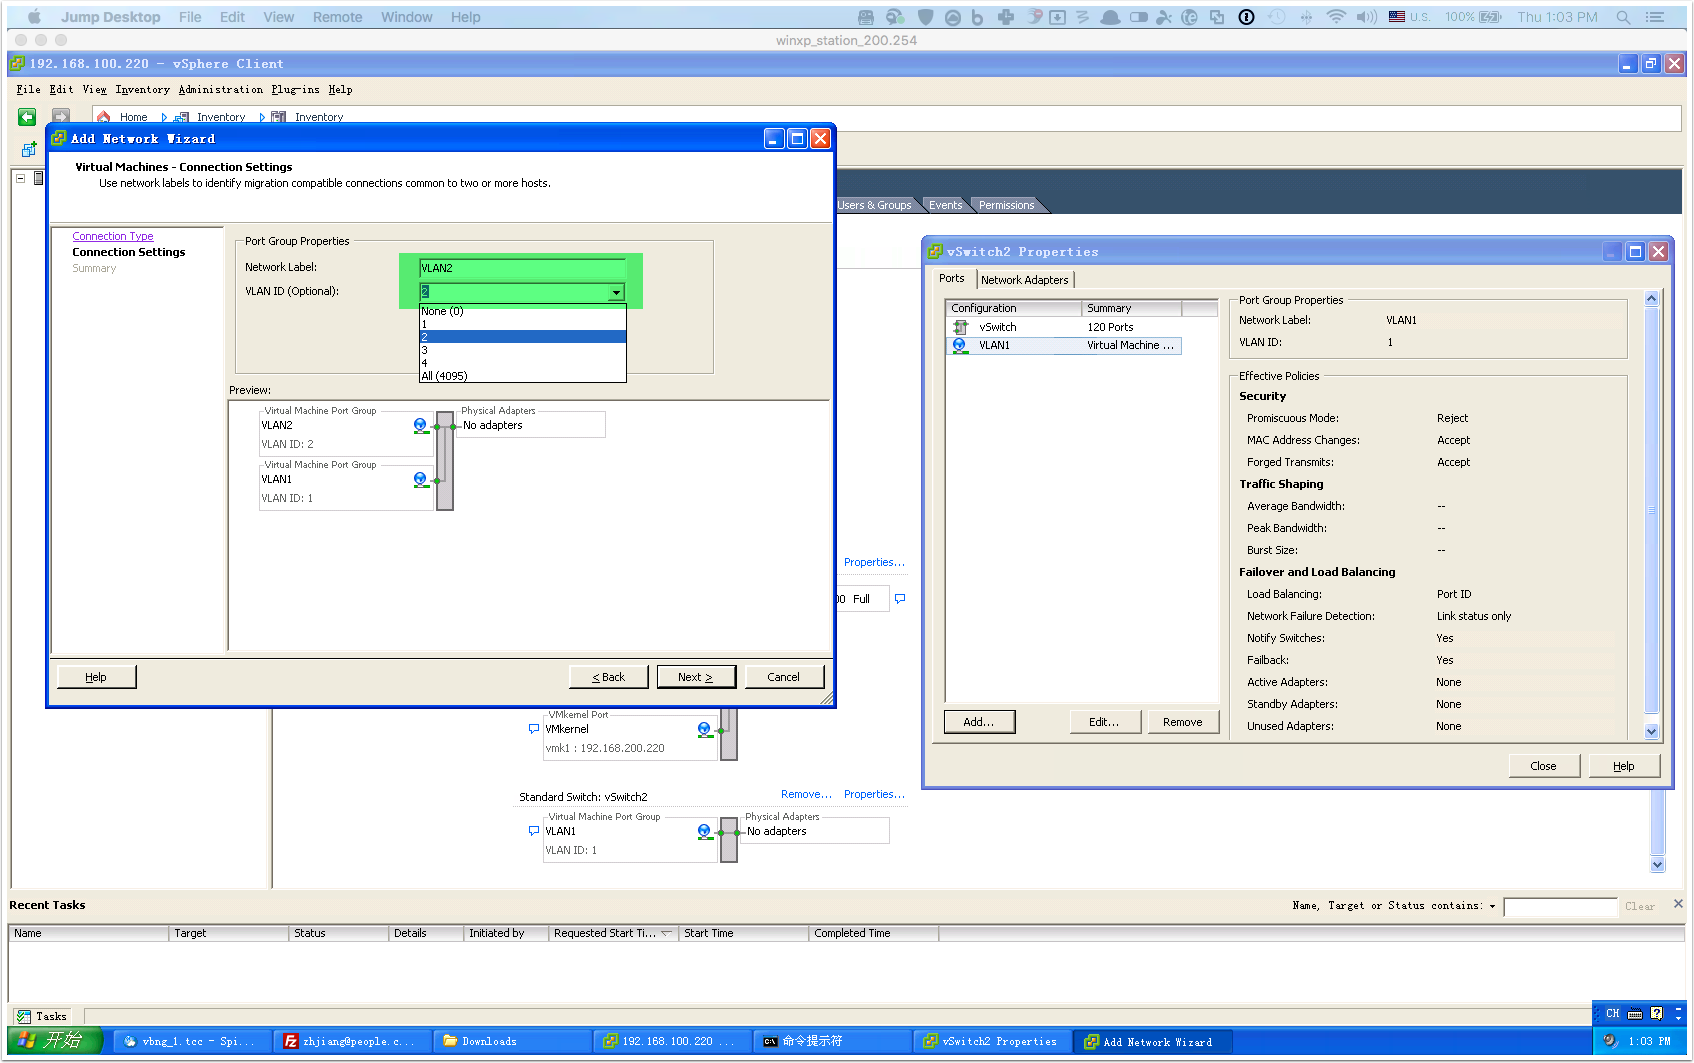 Jump Desktop File Edit View Remote Window Help
U.S. 100% Thu 1:03 PM
winxp_station_200.254
192.168.100.220 - vSphere Client
File Edit View Inventory Administration Plug-ins Help
Home Inventory Inventory
Add Network Wizard
Virtual Machines - Connection Settings
Use network labels to identify migration compatible connections common to two or more hosts.
Connection Type
Connection Settings
Summary
Port Group Properties
Network Label: VLAN2
VLAN ID (Optional): 2
None (0)
1
2
3
4
All (4095)
Preview:
Virtual Machine Port Group
VLAN2
VLAN ID: 2
Physical Adapters
No adapters
Virtual Machine Port Group
VLAN1
VLAN ID: 1
Help < Back Next > Cancel
Users & Groups Events Permissions
Properties...
00 Full
VMkernel Port
VMkernel
vmk1 : 192.168.200.220
Standard Switch: vSwitch2 Remove... Properties...
Virtual Machine Port Group
VLAN1
VLAN ID: 1
Physical Adapters
No adapters
vSwitch2 Properties
Ports Network Adapters
Configuration Summary
vSwitch 120 Ports
VLAN1 Virtual Machine ...
Add... Edit... Remove
Port Group Properties
Network Label: VLAN1
VLAN ID: 1
Effective Policies
Security
Promiscuous Mode: Reject
MAC Address Changes: Accept
Forged Transmits: Accept
Traffic Shaping
Average Bandwidth: --
Peak Bandwidth: --
Burst Size: --
Failover and Load Balancing
Load Balancing: Port ID
Network Failure Detection: Link status only
Notify Switches: Yes
Failback: Yes
Active Adapters: None
Standby Adapters: None
Unused Adapters: None
Close Help
Recent Tasks
Name, Target or Status contains: Clear
Name Target Status Details Initiated by Requested Start Ti... Start Time Completed Time
Tasks
CH
开始 vbng_1.tcc - Spi... zhjiang@people.c... Downloads 192.168.100.220 ... 命令提示符 vSwitch2 Properties Add Network Wizard 1:03 PM